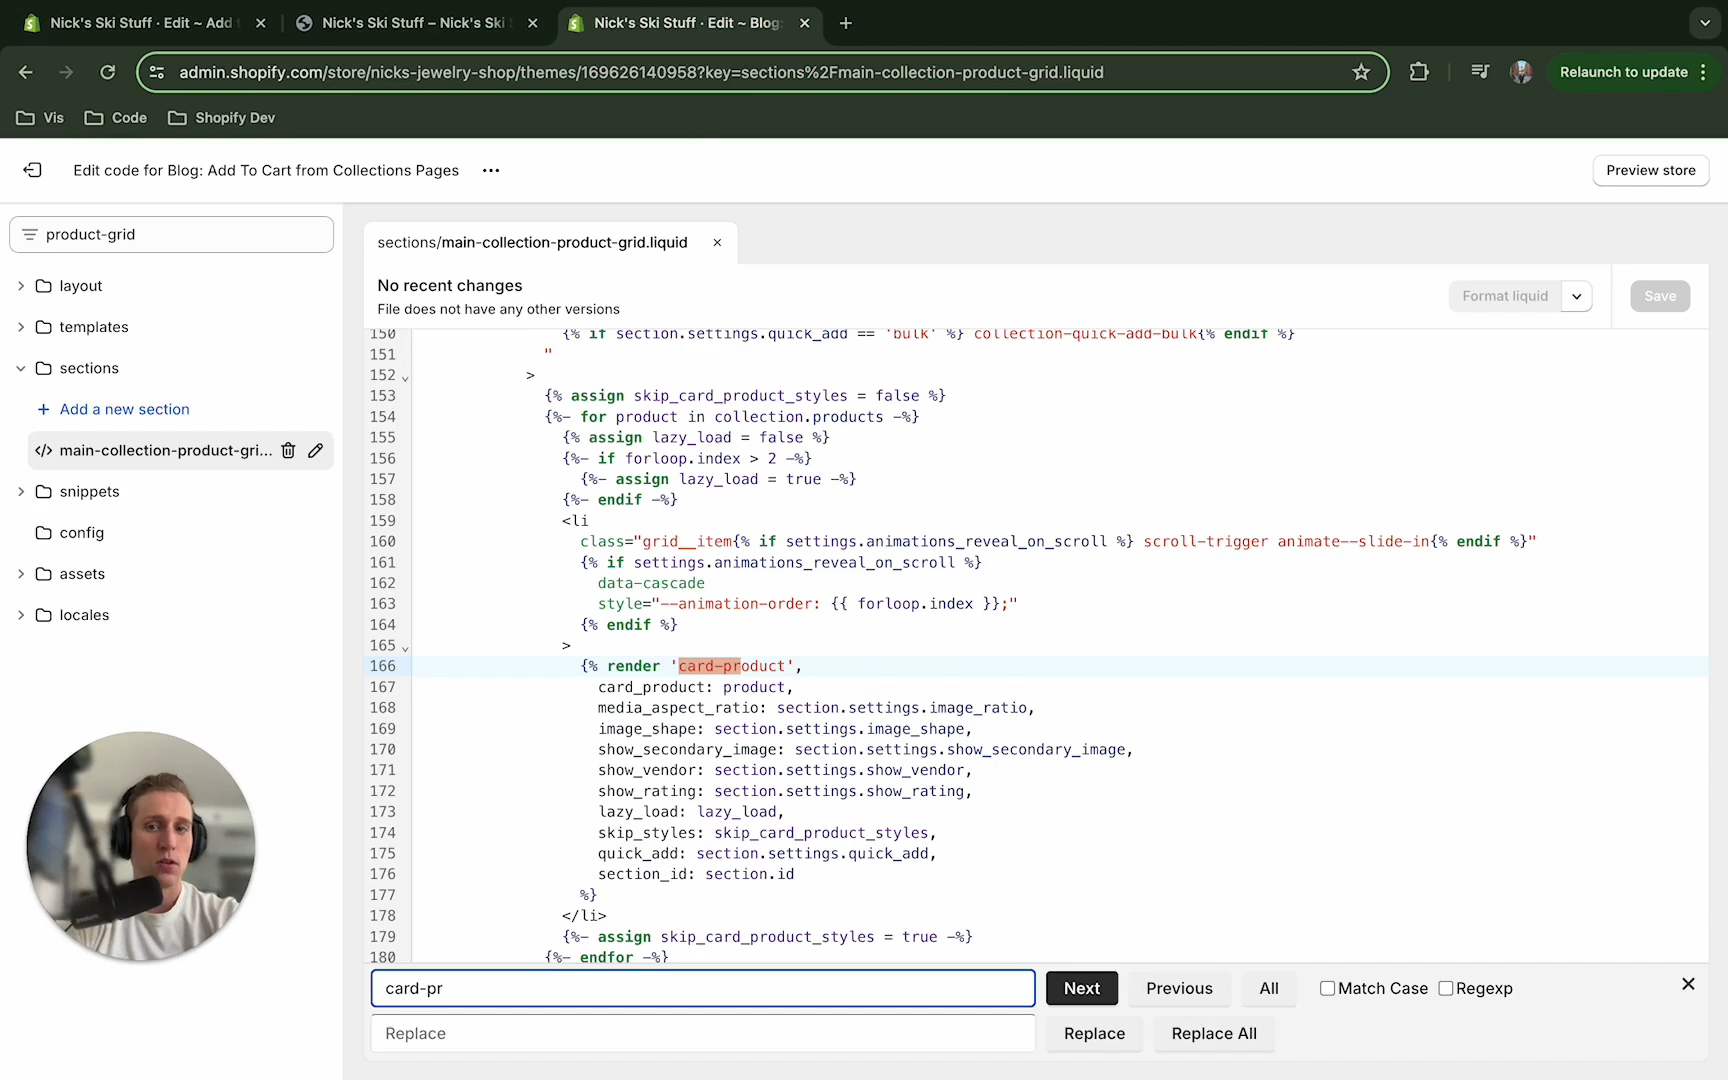 Nick's Ski Stuff · Edit ~ Add
Nick's Ski Stuff – Nick's Ski
Nick's Ski Stuff · Edit ~ Blog:
admin.shopify.com/store/nicks-jewelry-shop/themes/169626140958?key=sections%2Fmain-collection-product-grid.liquid
Relaunch to update
Vis
Code
Shopify Dev
Edit code for Blog: Add To Cart from Collections Pages
Preview store
product-grid
layout
templates
sections
+ Add a new section
</> main-collection-product-gri...
snippets
config
assets
locales
sections/main-collection-product-grid.liquid
No recent changes
File does not have any other versions
Format liquid
Save
150 {% if section.settings.quick_add == 'bulk' %} collection-quick-add-bulk{% endif %}
151 "
152 >
153 {% assign skip_card_product_styles = false %}
154 {%- for product in collection.products -%}
155 {% assign lazy_load = false %}
156 {%- if forloop.index > 2 -%}
157 {%- assign lazy_load = true -%}
158 {%- endif -%}
159 <li
160 class="grid__item{% if settings.animations_reveal_on_scroll %} scroll-trigger animate--slide-in{% endif %}"
161 {% if settings.animations_reveal_on_scroll %}
162 data-cascade
163 style="--animation-order: {{ forloop.index }};"
164 {% endif %}
165 >
166 {% render 'card-product',
167 card_product: product,
168 media_aspect_ratio: section.settings.image_ratio,
169 image_shape: section.settings.image_shape,
170 show_secondary_image: section.settings.show_secondary_image,
171 show_vendor: section.settings.show_vendor,
172 show_rating: section.settings.show_rating,
173 lazy_load: lazy_load,
174 skip_styles: skip_card_product_styles,
175 quick_add: section.settings.quick_add,
176 section_id: section.id
177 %}
178 </li>
179 {%- assign skip_card_product_styles = true -%}
180 {%- endfor -%}
card-pr
Next
Previous
All
Match Case
Regexp
Replace
Replace
Replace All